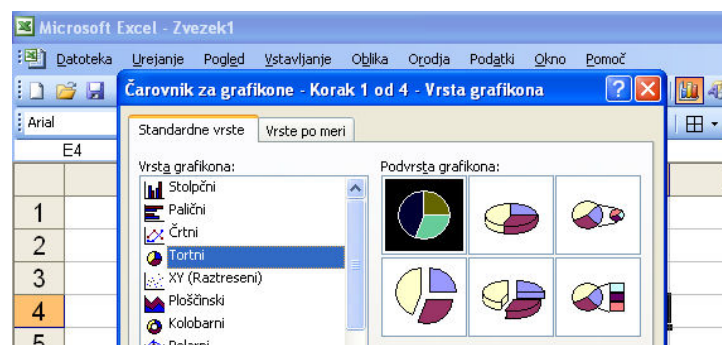 Microsoft Excel - Zvezek1
Datoteka Urejanje Pogled Vstavljanje Oblika Orodja Podatki Okno Pomoč
Čarovnik za grafikone - Korak 1 od 4 - Vrsta grafikona
Arial
Standardne vrste Vrste po meri
E4
Vrsta grafikona: Podvrsta grafikona:
Stolpčni
Palični
Črtni
Tortni
XY (Raztreseni)
Ploščinski
Kolobarni
Polarni
1
2
3
4
5